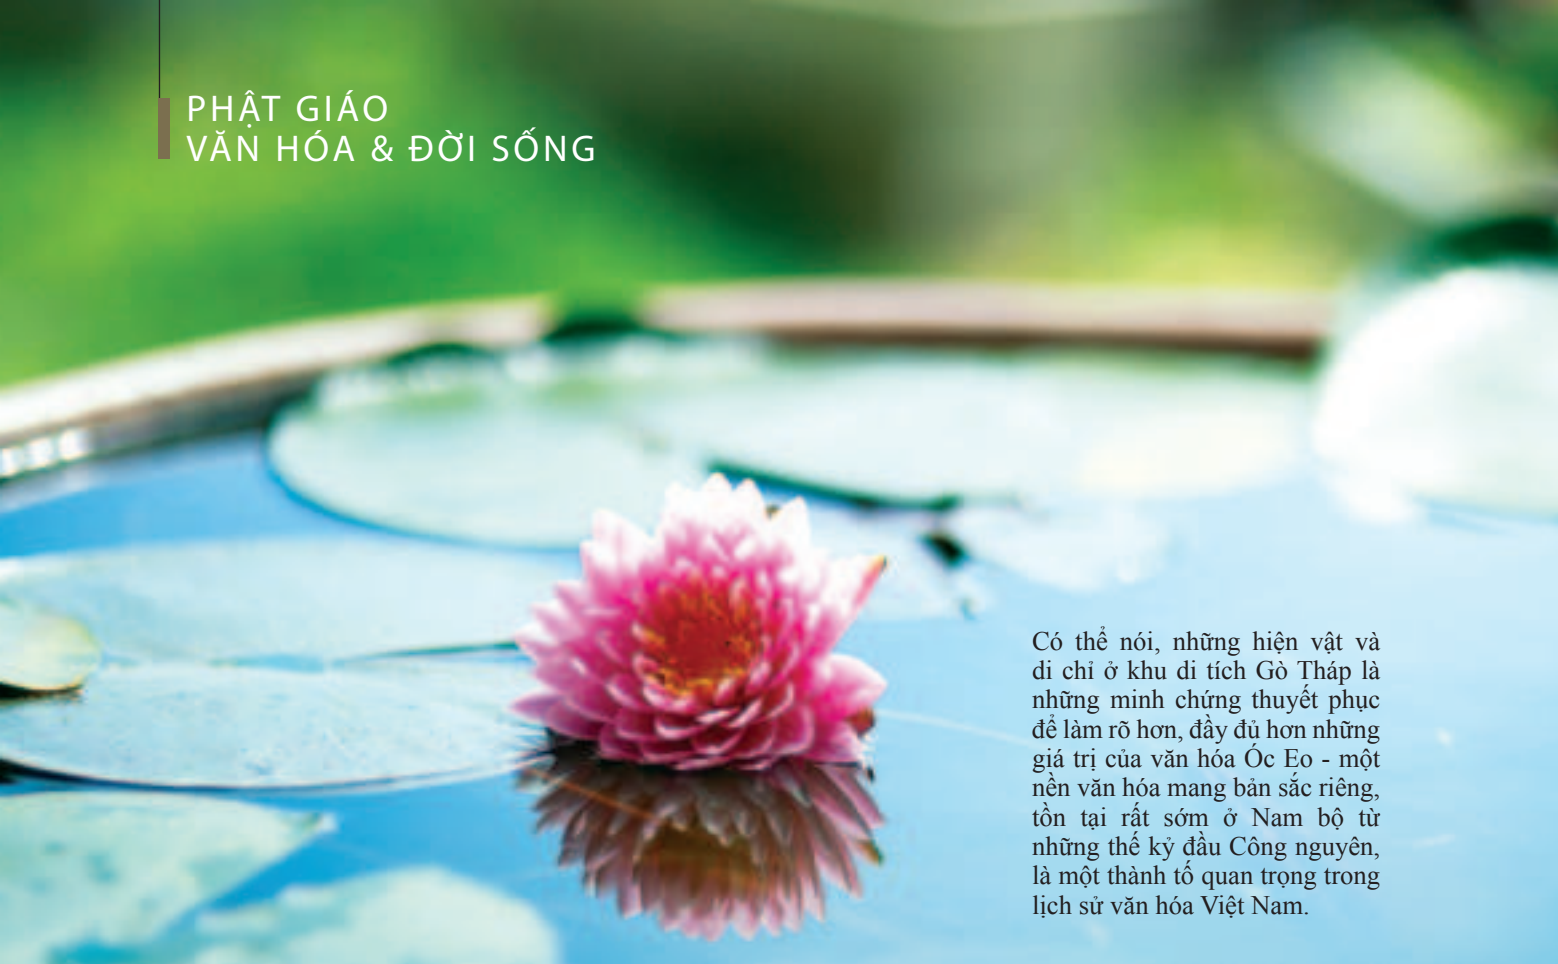 PHẬT GIÁO
VĂN HÓA & ĐỜI SỐNG
Có thể nói, những hiện vật và
di chỉ ở khu di tích Gò Tháp là
những minh chứng thuyết phục
để làm rõ hơn, đầy đủ hơn những
giá trị của văn hóa Óc Eo - một
nền văn hóa mang bản sắc riêng,
tồn tại rất sớm ở Nam bộ từ
những thế kỷ đầu Công nguyên,
là một thành tố quan trọng trong
lịch sử văn hóa Việt Nam.